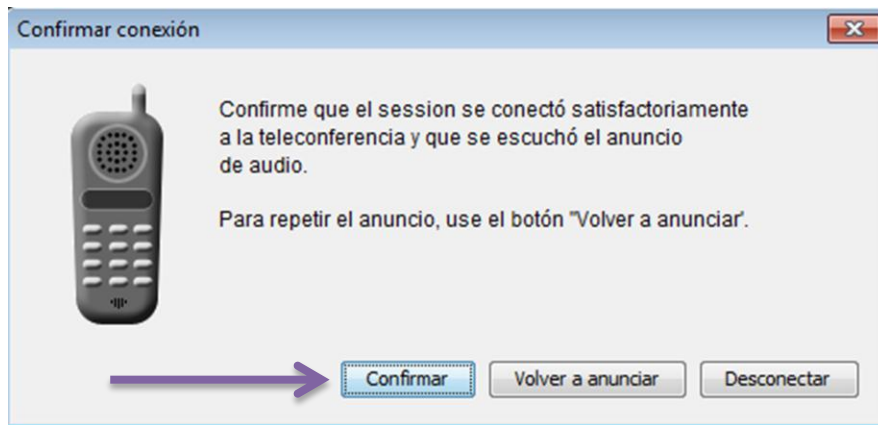 Confirmar conexión
Confirme que el session se conectó satisfactoriamente
a la teleconferencia y que se escuchó el anuncio
de audio.
Para repetir el anuncio, use el botón "Volver a anunciar'.
Confirmar
Volver a anunciar
Desconectar